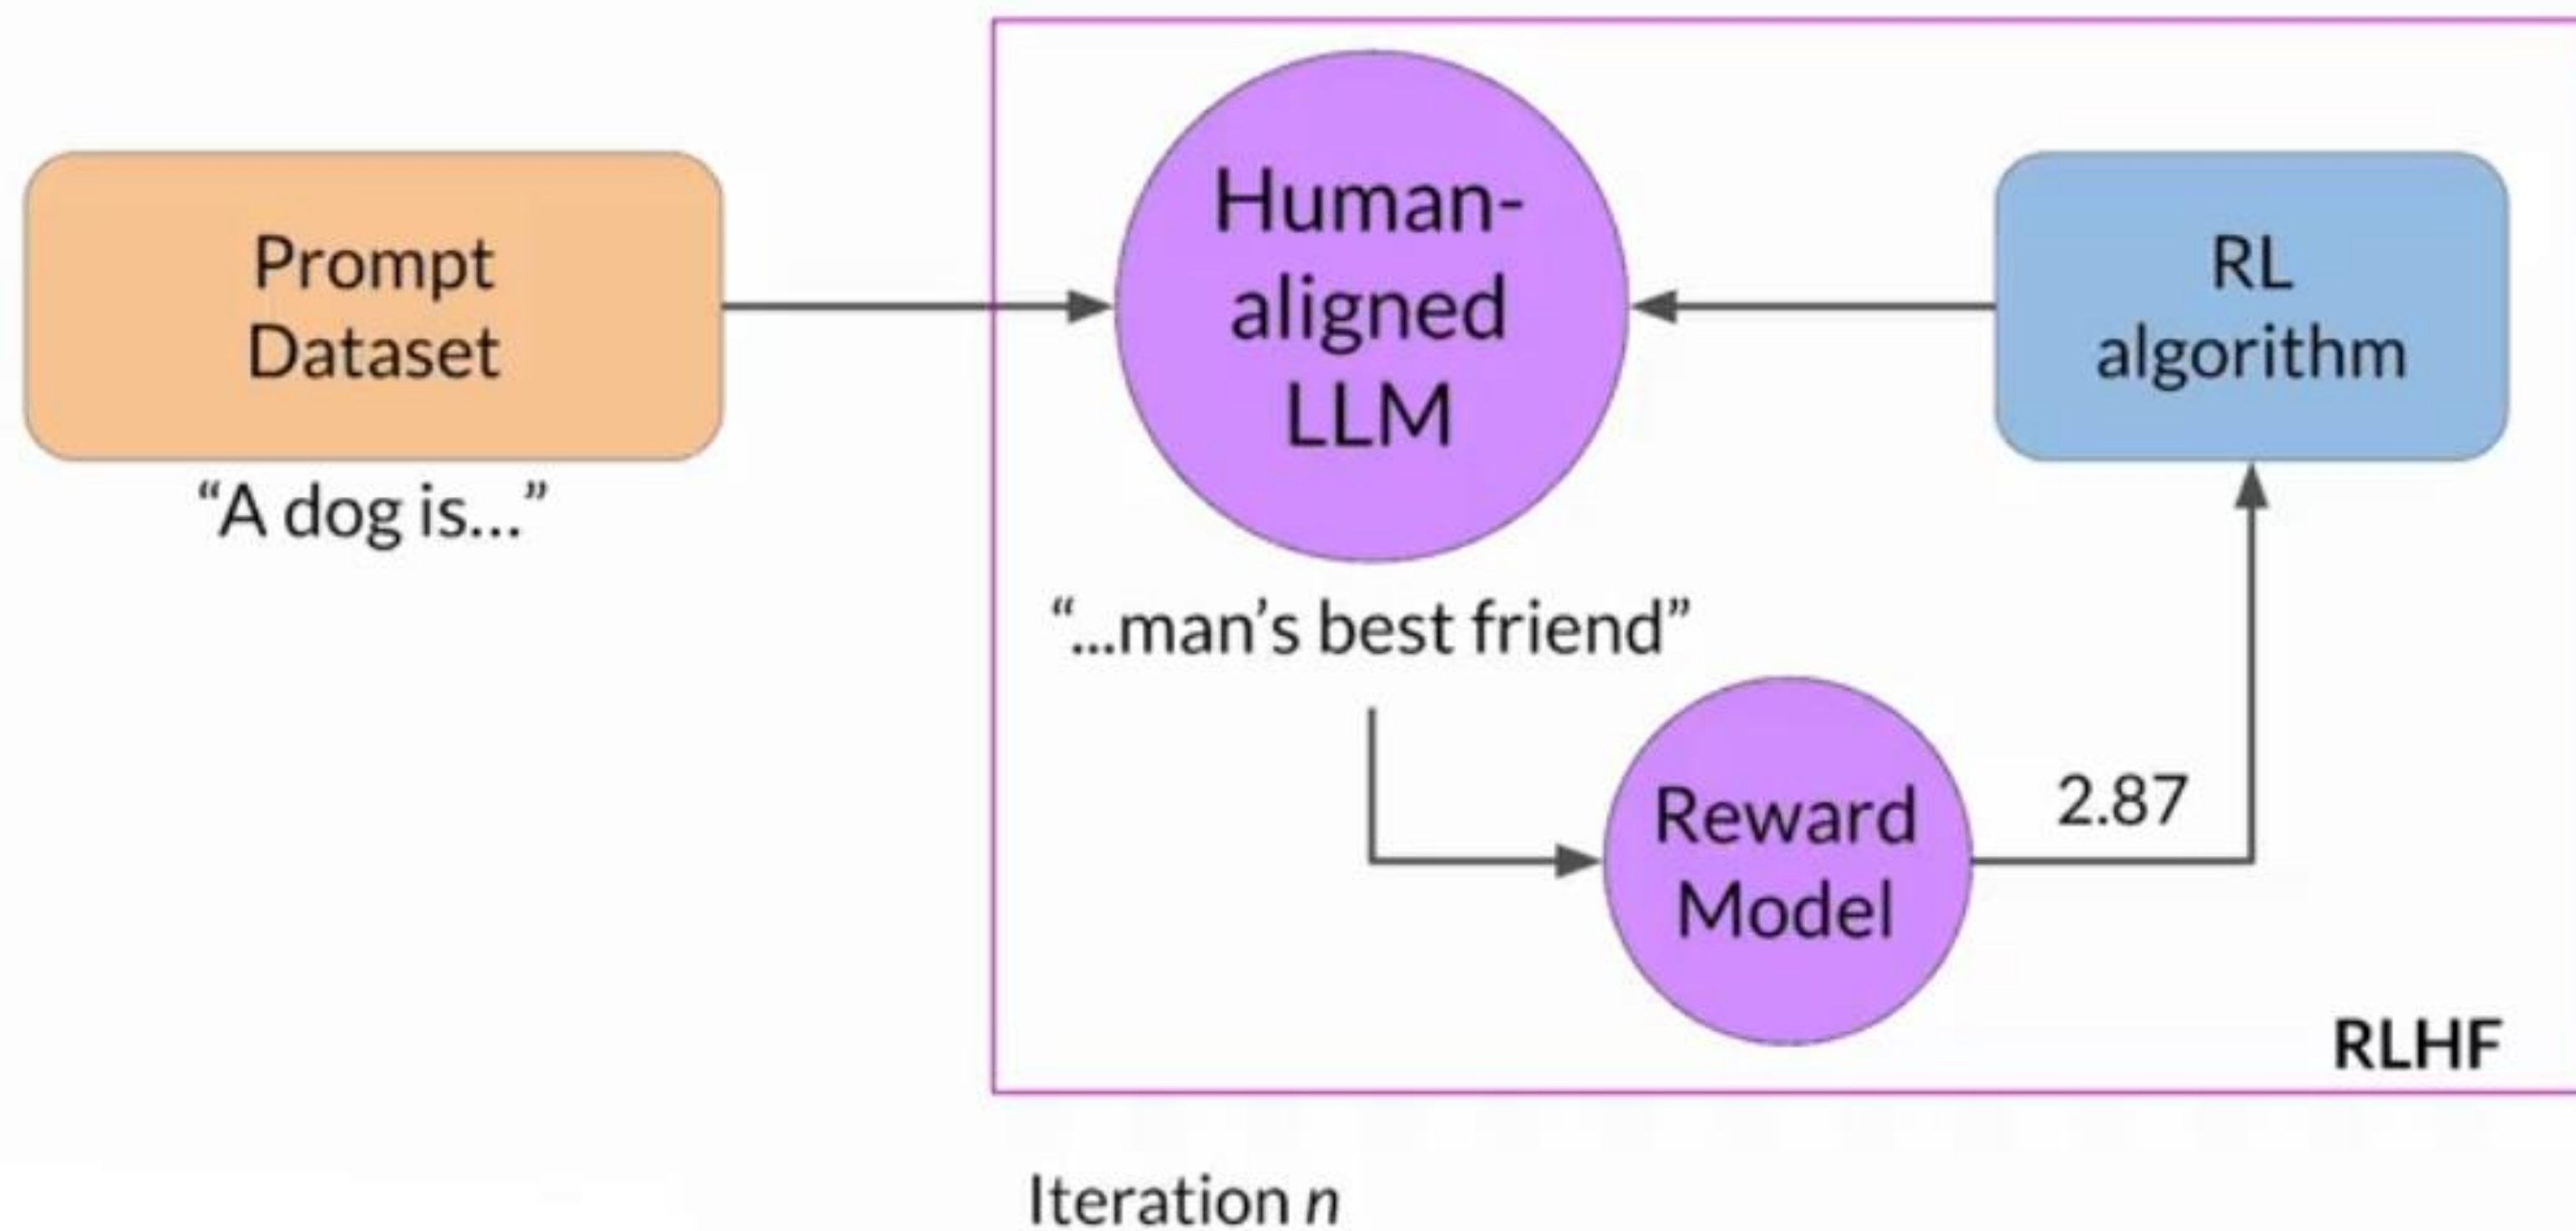 Prompt
Dataset
“A dog is...”
Human-
aligned
LLM
RL
algorithm
“...man’s best friend”
Reward
Model
2.87
RLHF
Iteration n